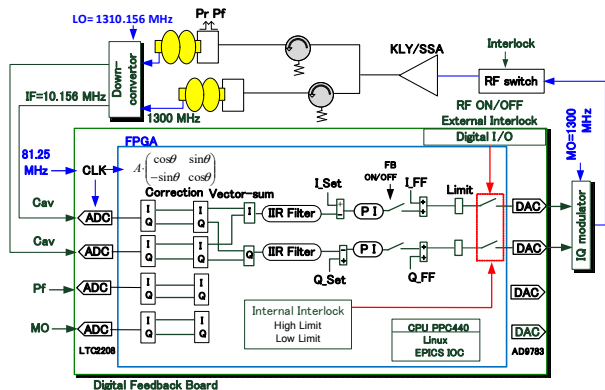 LO= 1310.156 MHz
Pr Pf
KLY/SSA
Interlock
Down-
convertor
RF switch
IF=10.156 MHz
1300 MHz
RF ON/OFF
External Interlock
Digital I/O
MO=1300
MHz
81.25
MHz
CLK
FPGA
A·(cosθ sinθ
−sinθ cosθ)
Correction
Vector-sum
I_Set
FB
ON/OFF
I_FF
Limit
Cav
ADC
I
Q
I
Q
I
IIR Filter
+
−
P I
+
+
DAC
Cav
ADC
I
Q
I
Q
Q
IIR Filter
−
+
P I
+
+
DAC
IQ modulator
Q_Set
Q_FF
Pf
ADC
I
Q
I
Q
DAC
MO
ADC
I
Q
I
Q
DAC
Internal Interlock
High Limit
Low Limit
CPU PPC440
Linux
EPICS IOC
LTC2208
AD9783
Digital Feedback Board